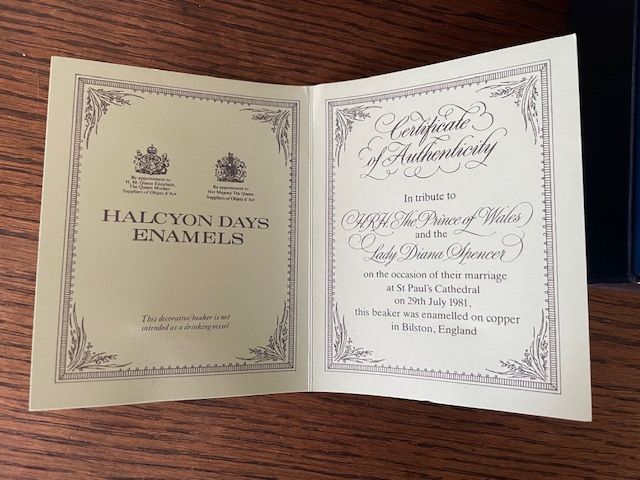 By appointment to
H. M. Queen Elizabeth,
The Queen Mother
Suppliers of Objets d'Art
By appointment to
Her Majesty The Queen
Suppliers of Objets d'Art
HALCYON DAYS
ENAMELS
This decorative beaker is not
intended as a drinking vessel
Certificate
of Authenticity
In tribute to
H.R.H. The Prince of Wales
and the
Lady Diana Spencer
on the occasion of their marriage
at St Paul's Cathedral
on 29th July 1981,
this beaker was enamelled on copper
in Bilston, England